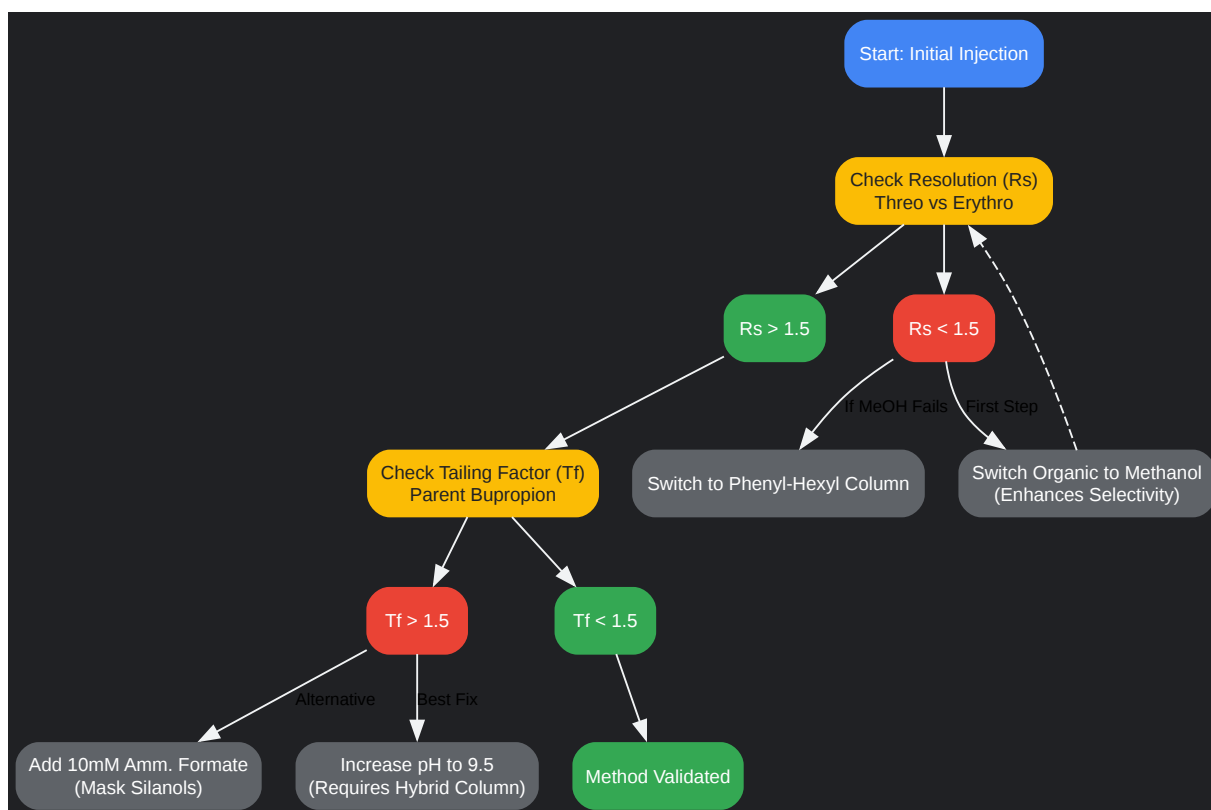 Start: Initial Injection
Check Resolution (Rs)
Threo vs Erythro
Rs > 1.5
Rs < 1.5
If MeOH Fails
First Step
Check Tailing Factor (Tf)
Parent Bupropion
Switch to Phenyl-Hexyl Column
Switch Organic to Methanol
(Enhances Selectivity)
Tf > 1.5
Tf < 1.5
Alternative
Best Fix
Add 10mM Amm. Formate
(Mask Silanols)
Increase pH to 9.5
(Requires Hybrid Column)
Method Validated